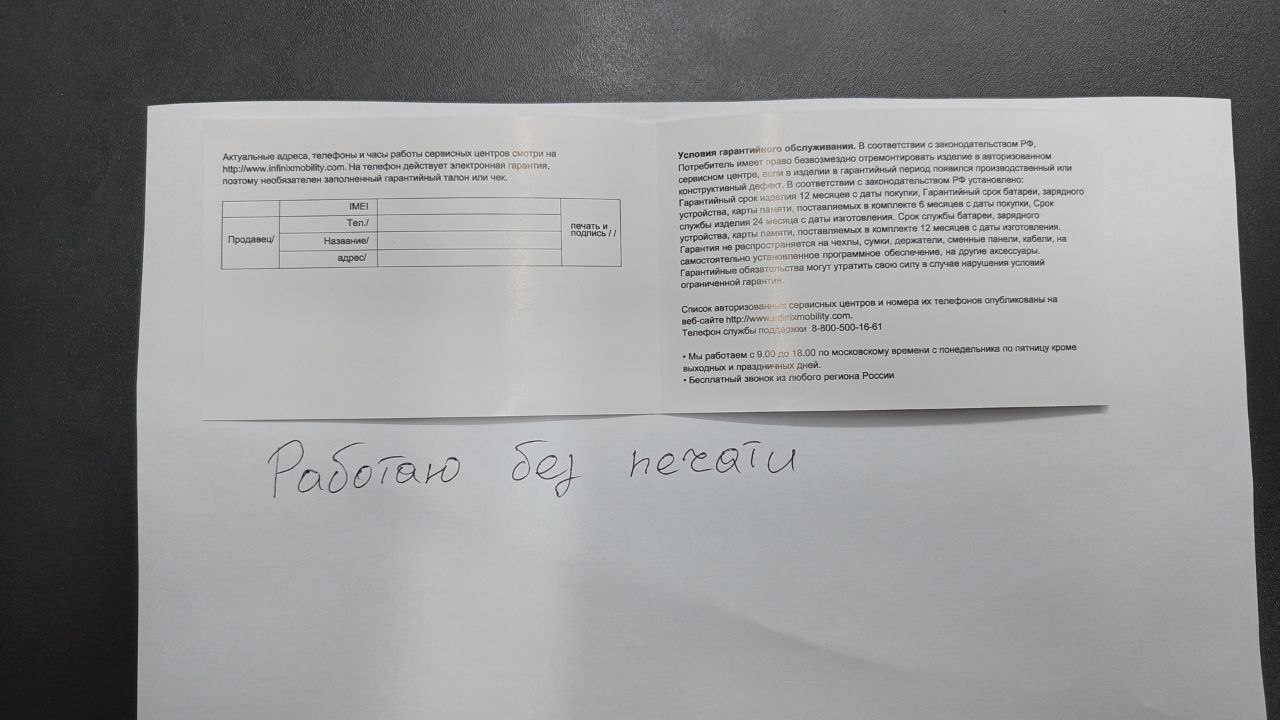 Актуальные адреса, телефоны и часы работы сервисных центров смотри на
http://www.infinixmobility.com. На телефон действует электронная гарантия,
поэтому необязателен заполненный гарантийный талон или чек.
IMEI
Продавец/
Тел./
Название/
адрес/
печать и
подпись / /
Условия гарантийного обслуживания. В соответствии с законодательством РФ,
Потребитель имеет право безвозмездно отремонтировать изделие в авторизованном
сервисном центре, если в изделии в гарантийный период появился производственный или
конструктивный дефект. В соответствии с законодательством РФ установлено:
Гарантийный срок изделия 12 месяцев с даты покупки, Гарантийный срок батареи, зарядного
устройства, карты памяти, поставляемых в комплекте 6 месяцев с даты покупки, Срок
службы изделия 24 месяца с даты изготовления. Срок службы батареи, зарядного
устройства, карты памяти, поставляемых в комплекте 12 месяцев с даты изготовления.
Гарантия не распространяется на чехлы, сумки, держатели, сменные панели, кабели, на
самостоятельно установленное программное обеспечение, на другие аксессуары.
Гарантийные обязательства могут утратить свою силу в случае нарушения условий
ограниченной гарантии.
Список авторизованных сервисных центров и номера их телефонов опубликованы на
веб-сайте http://www.infinixmobility.com.
Телефон службы поддержки 8-800-500-16-61
• Мы работаем с 9.00 до 18.00 по московскому времени с понедельника по пятницу кроме
выходных и праздничных дней.
• Бесплатный звонок из любого региона России
Работаю без печати